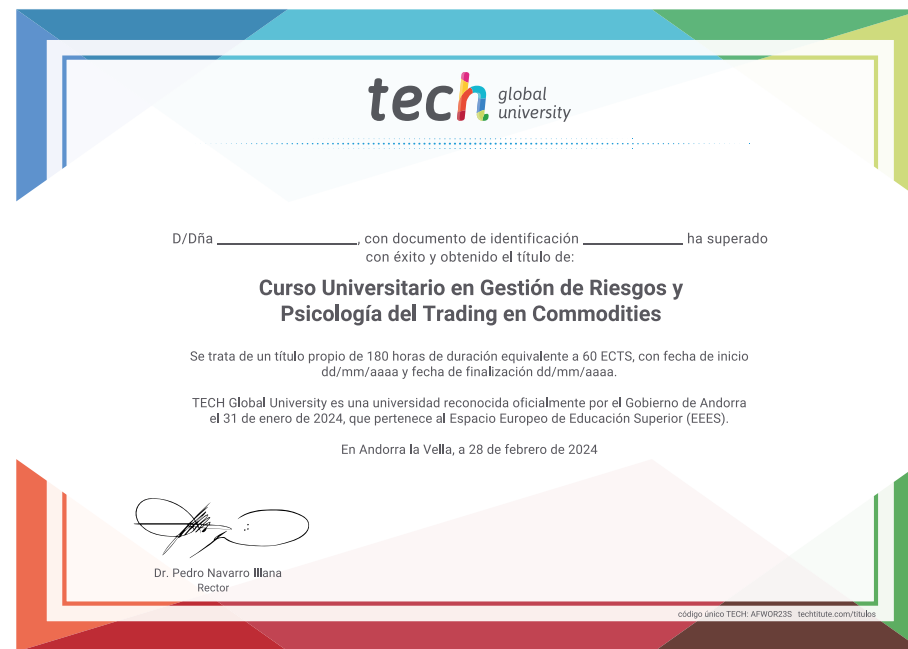 tech global university
D/Dña ____________________, con documento de identificación ______________ ha superado
con éxito y obtenido el título de:
Curso Universitario en Gestión de Riesgos y
Psicología del Trading en Commodities
Se trata de un título propio de 180 horas de duración equivalente a 60 ECTS, con fecha de inicio
dd/mm/aaaa y fecha de finalización dd/mm/aaaa.
TECH Global University es una universidad reconocida oficialmente por el Gobierno de Andorra
el 31 de enero de 2024, que pertenece al Espacio Europeo de Educación Superior (EEES).
En Andorra la Vella, a 28 de febrero de 2024
Dr. Pedro Navarro Illana
Rector
código único TECH: AFWOR23S techtitute.com/titulos